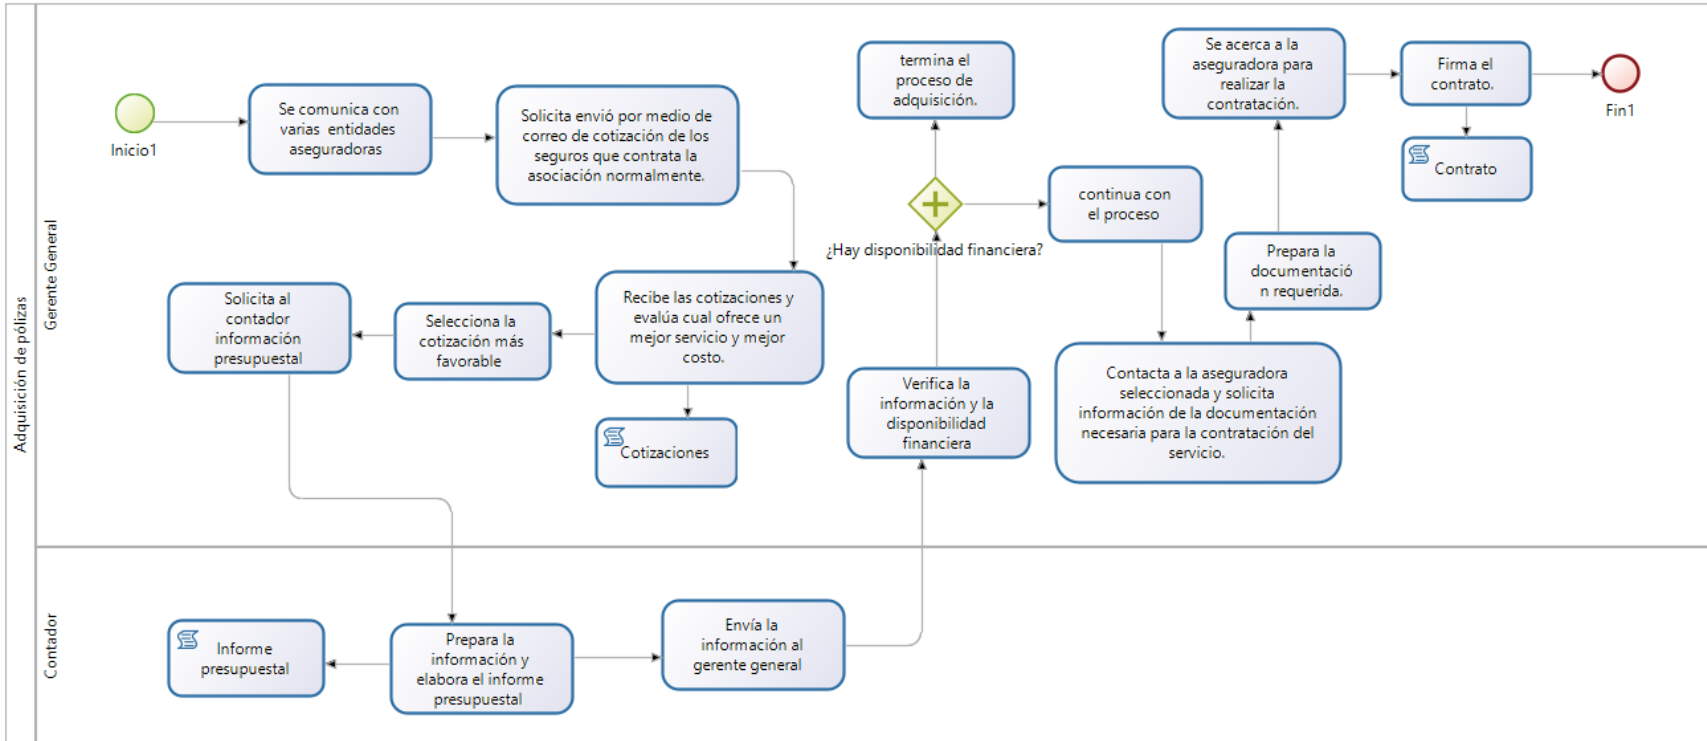 Adquisición de pólizas
Gerente General
Inicio1
Se comunica con
varias entidades
aseguradoras
Solicita envió por medio de
correo de cotización de los
seguros que contrata la
asociación normalmente.
termina el
proceso de
adquisición.
Se acerca a la
aseguradora para
realizar la
contratación.
Firma el
contrato.
Fin1
Contrato
continua con
el proceso
¿Hay disponibilidad financiera?
Prepara la
documentació
n requerida.
Solicita al
contador
información
presupuestal
Selecciona la
cotización más
favorable
Recibe las cotizaciones y
evalúa cual ofrece un
mejor servicio y mejor
costo.
Cotizaciones
Verifica la
información y la
disponibilidad
financiera
Contacta a la aseguradora
seleccionada y solicita
información de la documentación
necesaria para la contratación del
servicio.
Contador
Informe
presupuestal
Prepara la
información y
elabora el informe
presupuestal
Envía la
información al
gerente general